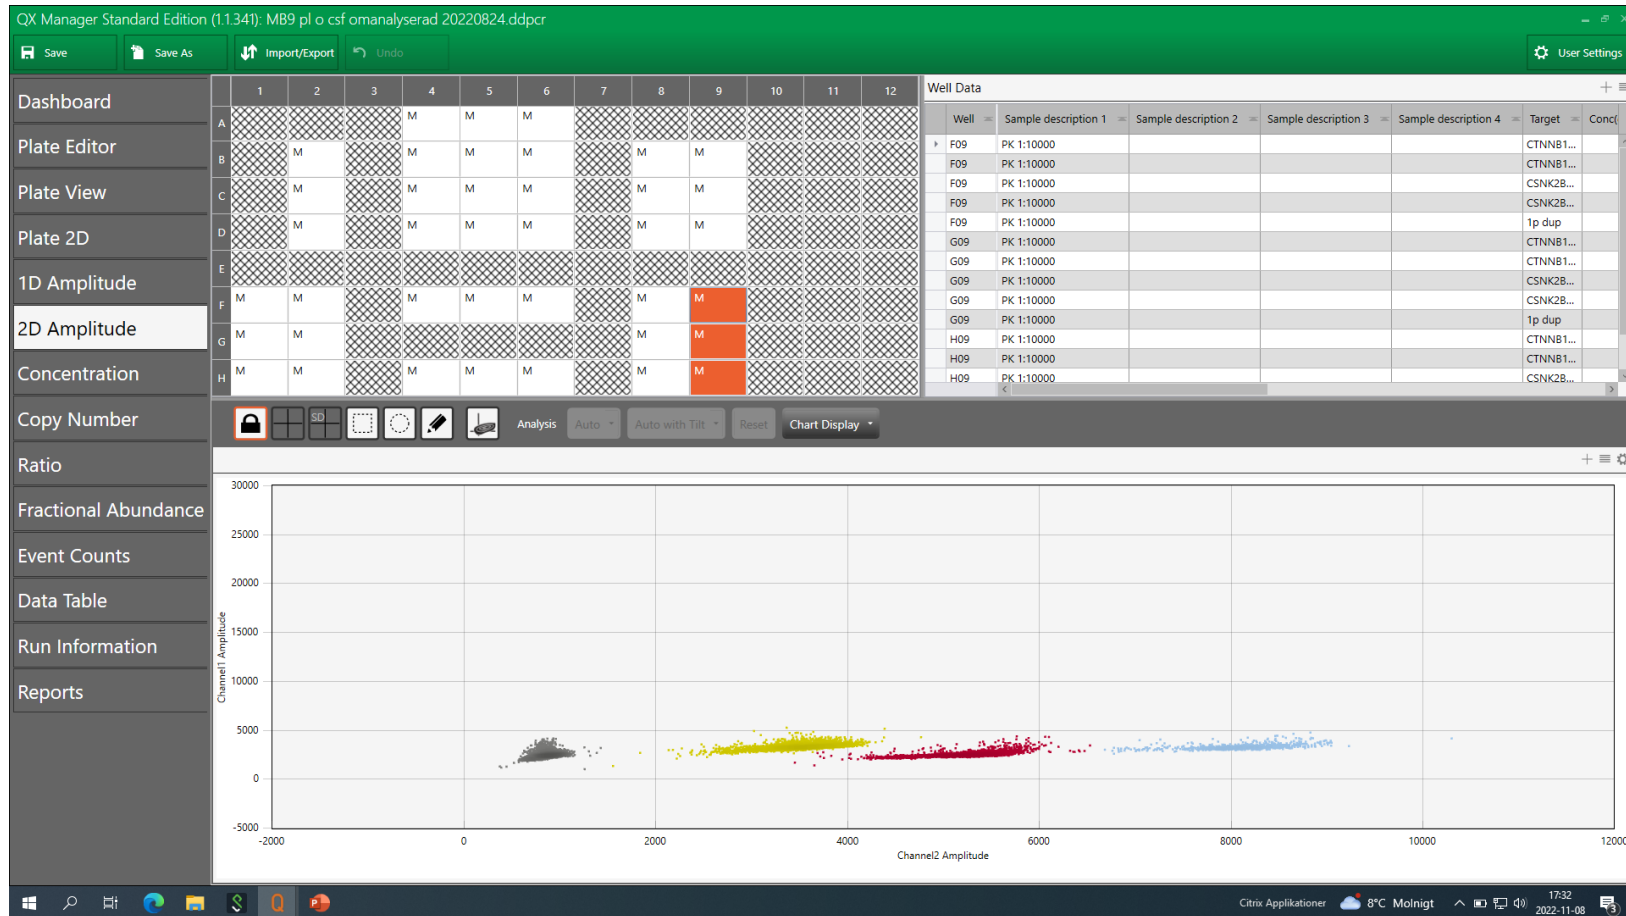 QX Manager Standard Edition (1.1.341): MB9 pl o csf omanalyserad 20220824.ddpcr
Save Save As Import/Export Undo User Settings
Dashboard
Plate Editor
Plate View
Plate 2D
1D Amplitude
2D Amplitude
Concentration
Copy Number
Ratio
Fractional Abundance
Event Counts
Data Table
Run Information
Reports
1 2 3 4 5 6 7 8 9 10 11 12
A M M M
B M M M M M M
C M M M M M M
D M M M M M M
E
F M M M M M M M
G M M M M
H M M M M M M M
Well Data
Well Sample description 1 Sample description 2 Sample description 3 Sample description 4 Target Conc(
F09 PK 1:10000 CTNNB1...
F09 PK 1:10000 CTNNB1...
F09 PK 1:10000 CSNK2B...
F09 PK 1:10000 CSNK2B...
F09 PK 1:10000 1p dup
G09 PK 1:10000 CTNNB1...
G09 PK 1:10000 CTNNB1...
G09 PK 1:10000 CSNK2B...
G09 PK 1:10000 CSNK2B...
G09 PK 1:10000 1p dup
H09 PK 1:10000 CTNNB1...
H09 PK 1:10000 CTNNB1...
H09 PK 1:10000 CSNK2B...
SD Analysis Auto Auto with Tilt Reset Chart Display
30000
25000
20000
15000
10000
5000
0
-5000
Channel1 Amplitude
-2000 0 2000 4000 6000 8000 10000 12000
Channel2 Amplitude
Citrix Applikationer 8°C Molnigt 17:32
2022-11-08 3